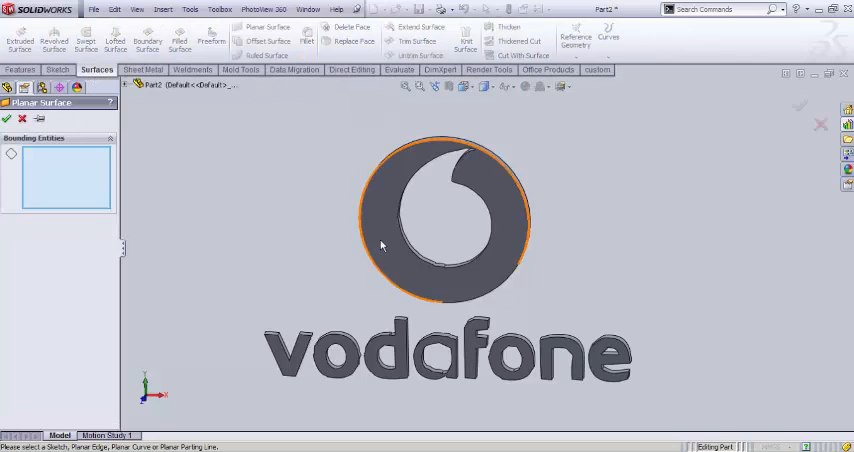 SOLIDWORKS File Edit View Insert Tools Toolbox PhotoView 360 Window Help Part2 * Search Commands
Extruded Surface Revolved Surface Swept Surface Lofted Surface Boundary Surface Filled Surface Freeform
Planar Surface
Offset Surface
Ruled Surface
Fillet
Delete Face
Replace Face
Extend Surface
Trim Surface
Untrim Surface
Knit Surface
Thicken
Thickened Cut
Cut With Surface
Reference Geometry
Curves
Features Sketch Surfaces Sheet Metal Weldments Mold Tools Data Migration Direct Editing Evaluate DimXpert Render Tools Office Products custom
Part2 (Default<<Default>_...
Planar Surface ?
Bounding Entities
vodafone
Y
X
Z
Model Motion Study 1
Please select a Sketch, Planar Edge, Planar Curve or Planar Parting Line. Editing Part